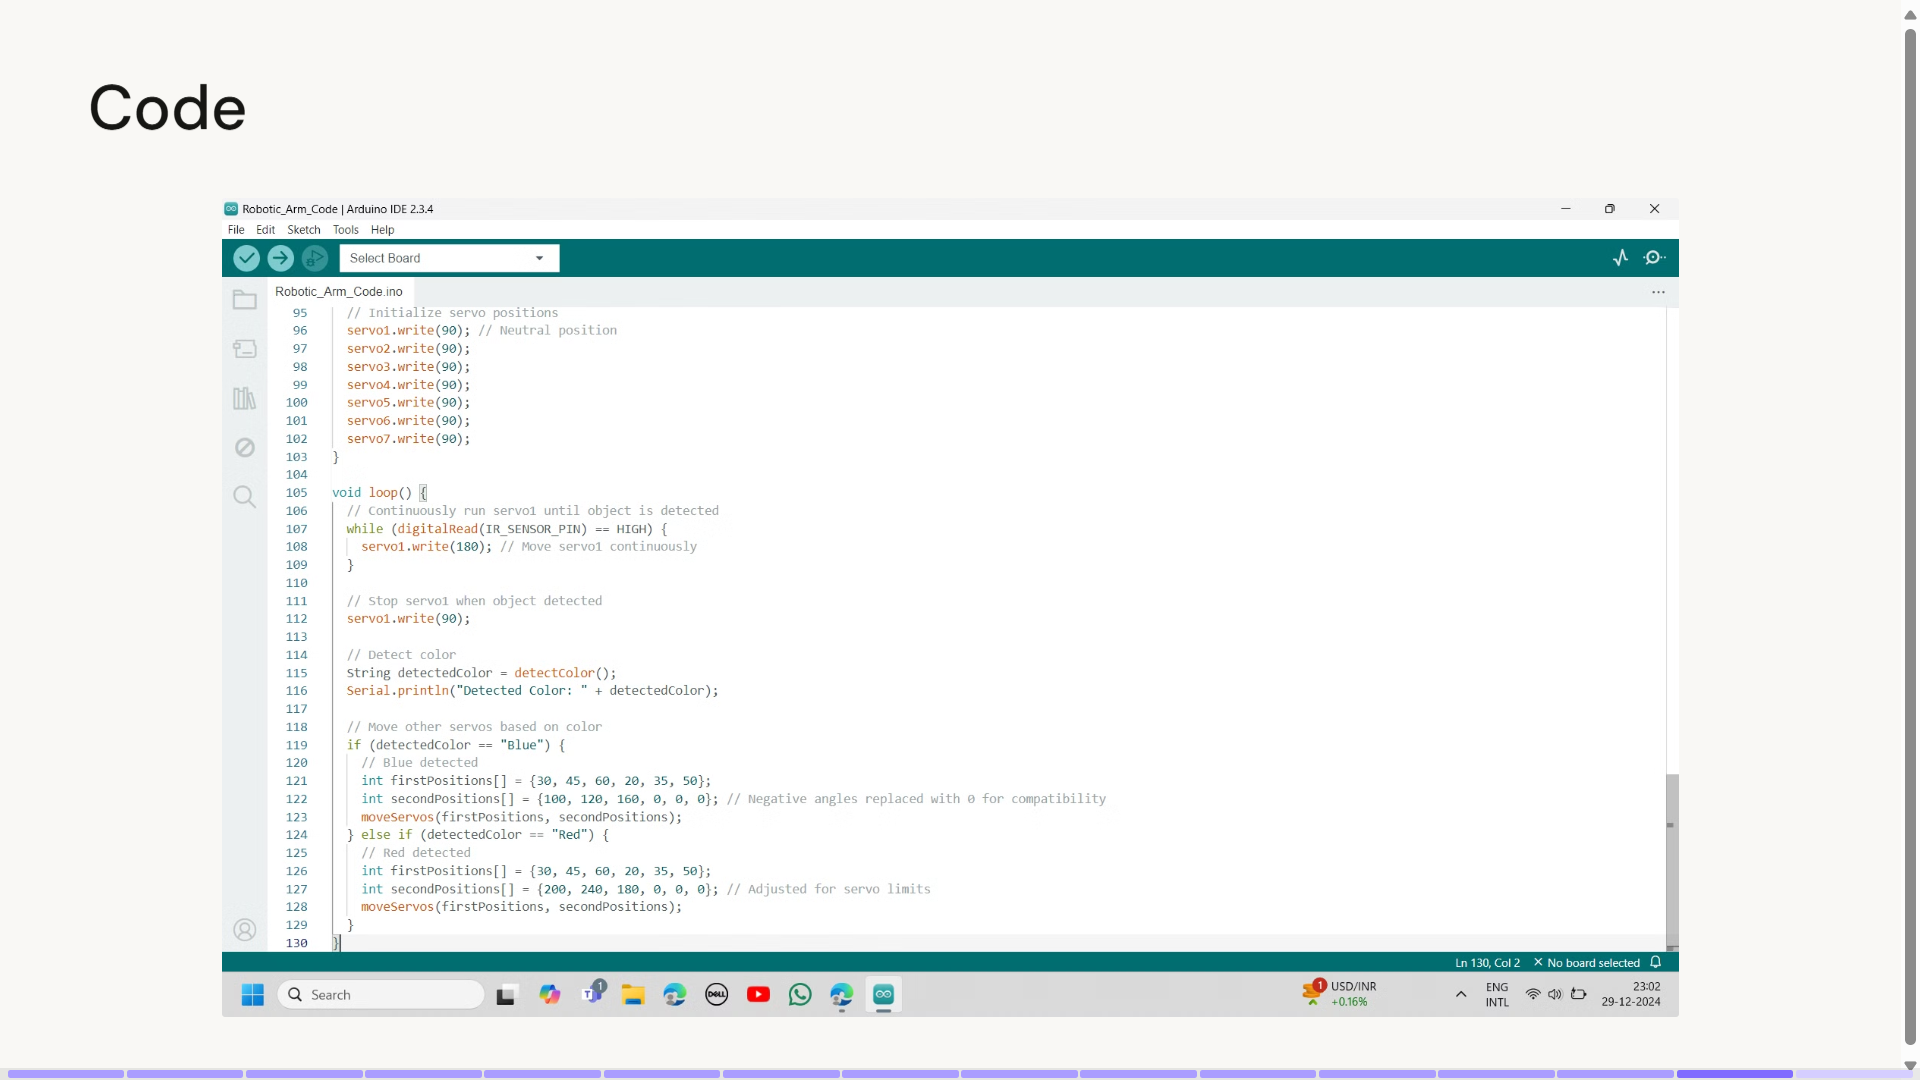 Code
Robotic_Arm_Code | Arduino IDE 2.3.4
File Edit Sketch Tools Help
Select Board
Robotic_Arm_Code.ino
95 // Initialize servo positions
96 servo1.write(90); // Neutral position
97 servo2.write(90);
98 servo3.write(90);
99 servo4.write(90);
100 servo5.write(90);
101 servo6.write(90);
102 servo7.write(90);
103 }
104
105 void loop() {
106 // Continuously run servo1 until object is detected
107 while (digitalRead(IR_SENSOR_PIN) == HIGH) {
108 servo1.write(180); // Move servo1 continuously
109 }
110
111 // Stop servo1 when object detected
112 servo1.write(90);
113
114 // Detect color
115 String detectedColor = detectColor();
116 Serial.println("Detected Color: " + detectedColor);
117
118 // Move other servos based on color
119 if (detectedColor == "Blue") {
120 // Blue detected
121 int firstPositions[] = {30, 45, 60, 20, 35, 50};
122 int secondPositions[] = {100, 120, 160, 0, 0, 0}; // Negative angles replaced with 0 for compatibility
123 moveServos(firstPositions, secondPositions);
124 } else if (detectedColor == "Red") {
125 // Red detected
126 int firstPositions[] = {30, 45, 60, 20, 35, 50};
127 int secondPositions[] = {200, 240, 180, 0, 0, 0}; // Adjusted for servo limits
128 moveServos(firstPositions, secondPositions);
129 }
130 }
Ln 130, Col 2 × No board selected
Search
1
DELL
1
USD/INR
+0.16%
ENG
INTL
23:02
29-12-2024